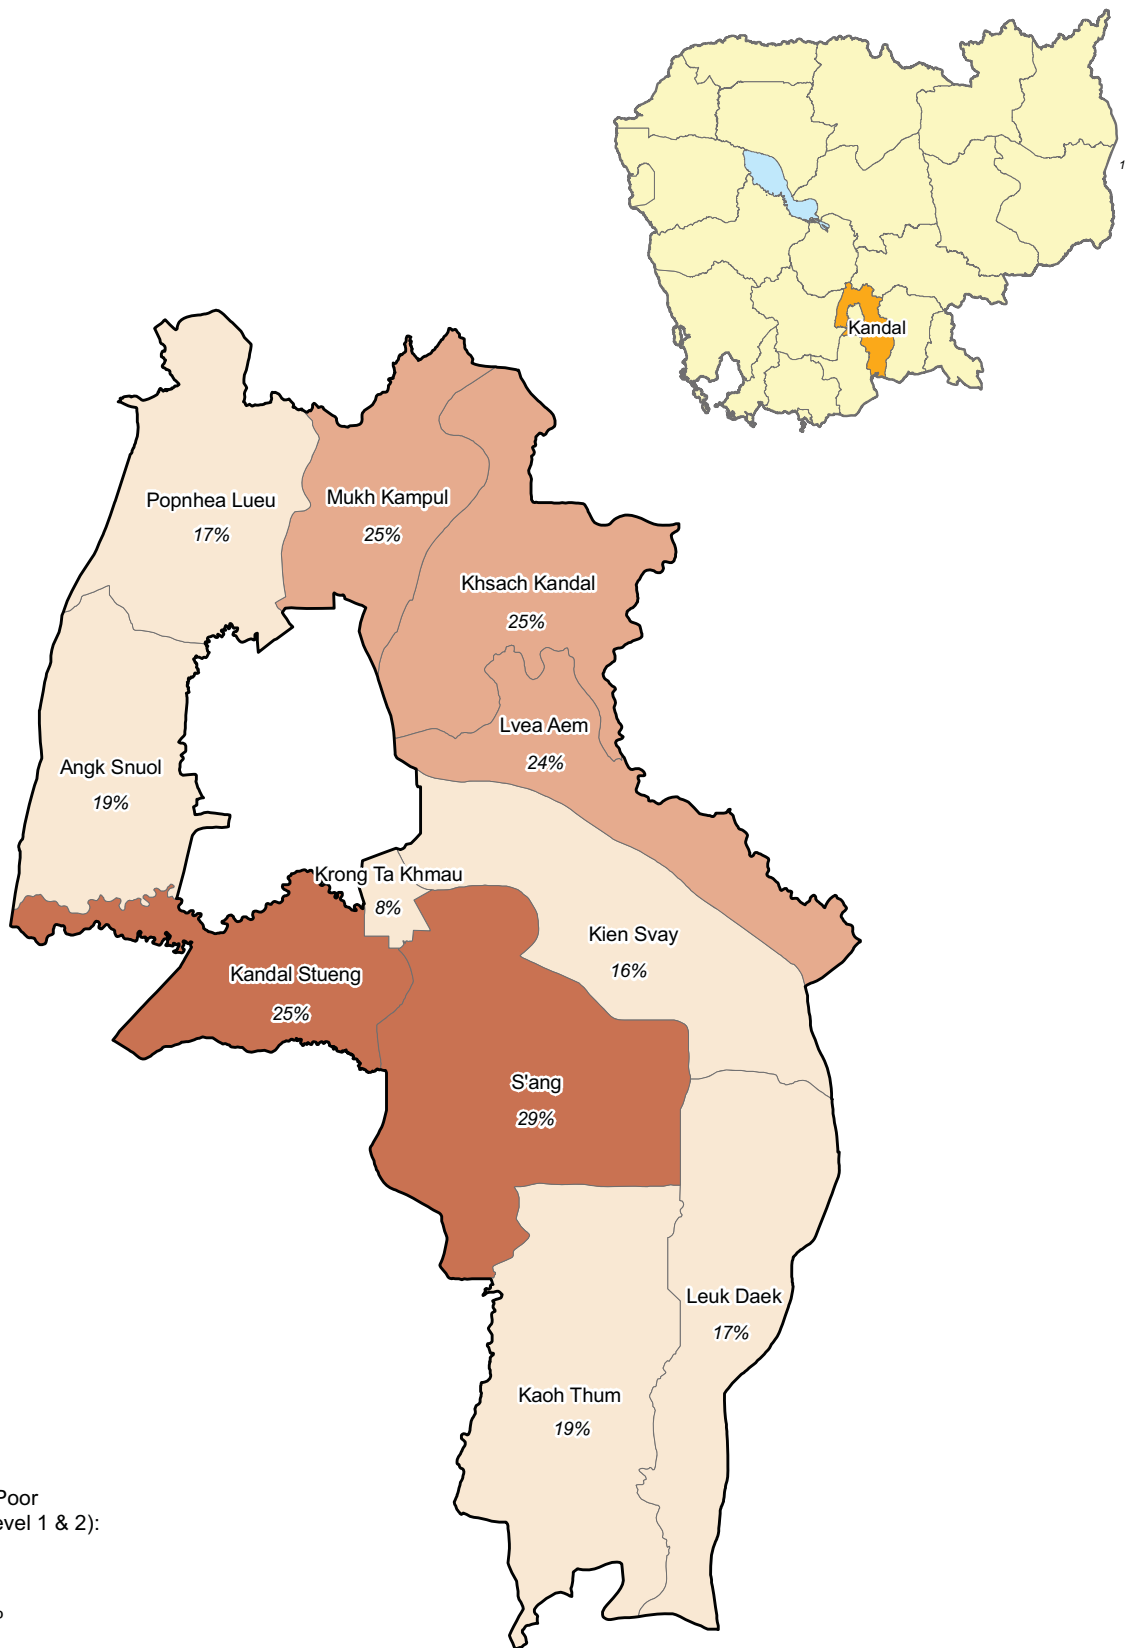 1
Kandal
Popnhea Lueu
17%
Mukh Kampul
25%
Khsach Kandal
25%
Lvea Aem
24%
Angk Snuol
19%
Krong Ta Khmau
8%
Kien Svay
16%
Kandal Stueng
25%
S'ang
29%
Leuk Daek
17%
Kaoh Thum
19%
Poor
evel 1 & 2):